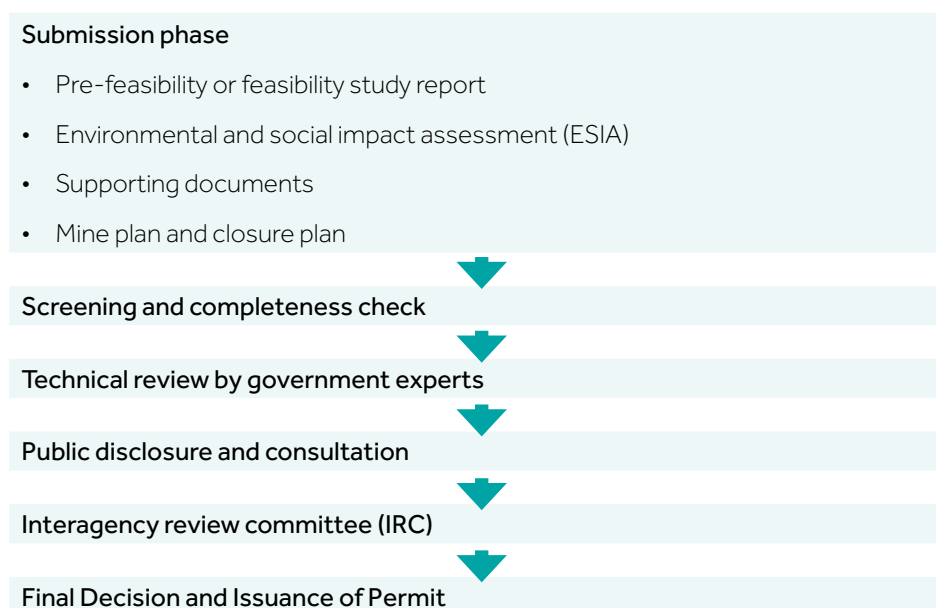 Submission phase
• Pre-feasibility or feasibility study report
• Environmental and social impact assessment (ESIA)
• Supporting documents
• Mine plan and closure plan
Screening and completeness check
Technical review by government experts
Public disclosure and consultation
Interagency review committee (IRC)
Final Decision and Issuance of Permit